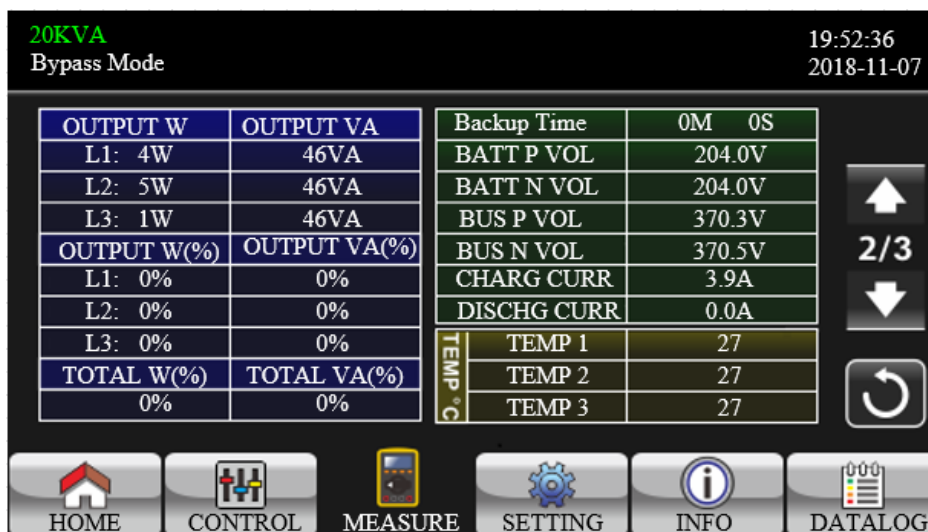 20KVA
19:52:36
Bypass Mode
2018-11-07
OUTPUT W OUTPUT VA
L1: 4W 46VA
L2: 5W 46VA
L3: 1W 46VA
OUTPUT W(%) OUTPUT VA(%)
L1: 0% 0%
L2: 0% 0%
L3: 0% 0%
TOTAL W(%) TOTAL VA(%)
0% 0%
Backup Time 0M 0S
BATT P VOL 204.0V
BATT N VOL 204.0V
BUS P VOL 370.3V
BUS N VOL 370.5V
CHARG CURR 3.9A
DISCHG CURR 0.0A
TEMP °C
TEMP 1 27
TEMP 2 27
TEMP 3 27
2/3
HOME CONTROL MEASURE SETTING INFO DATALOG